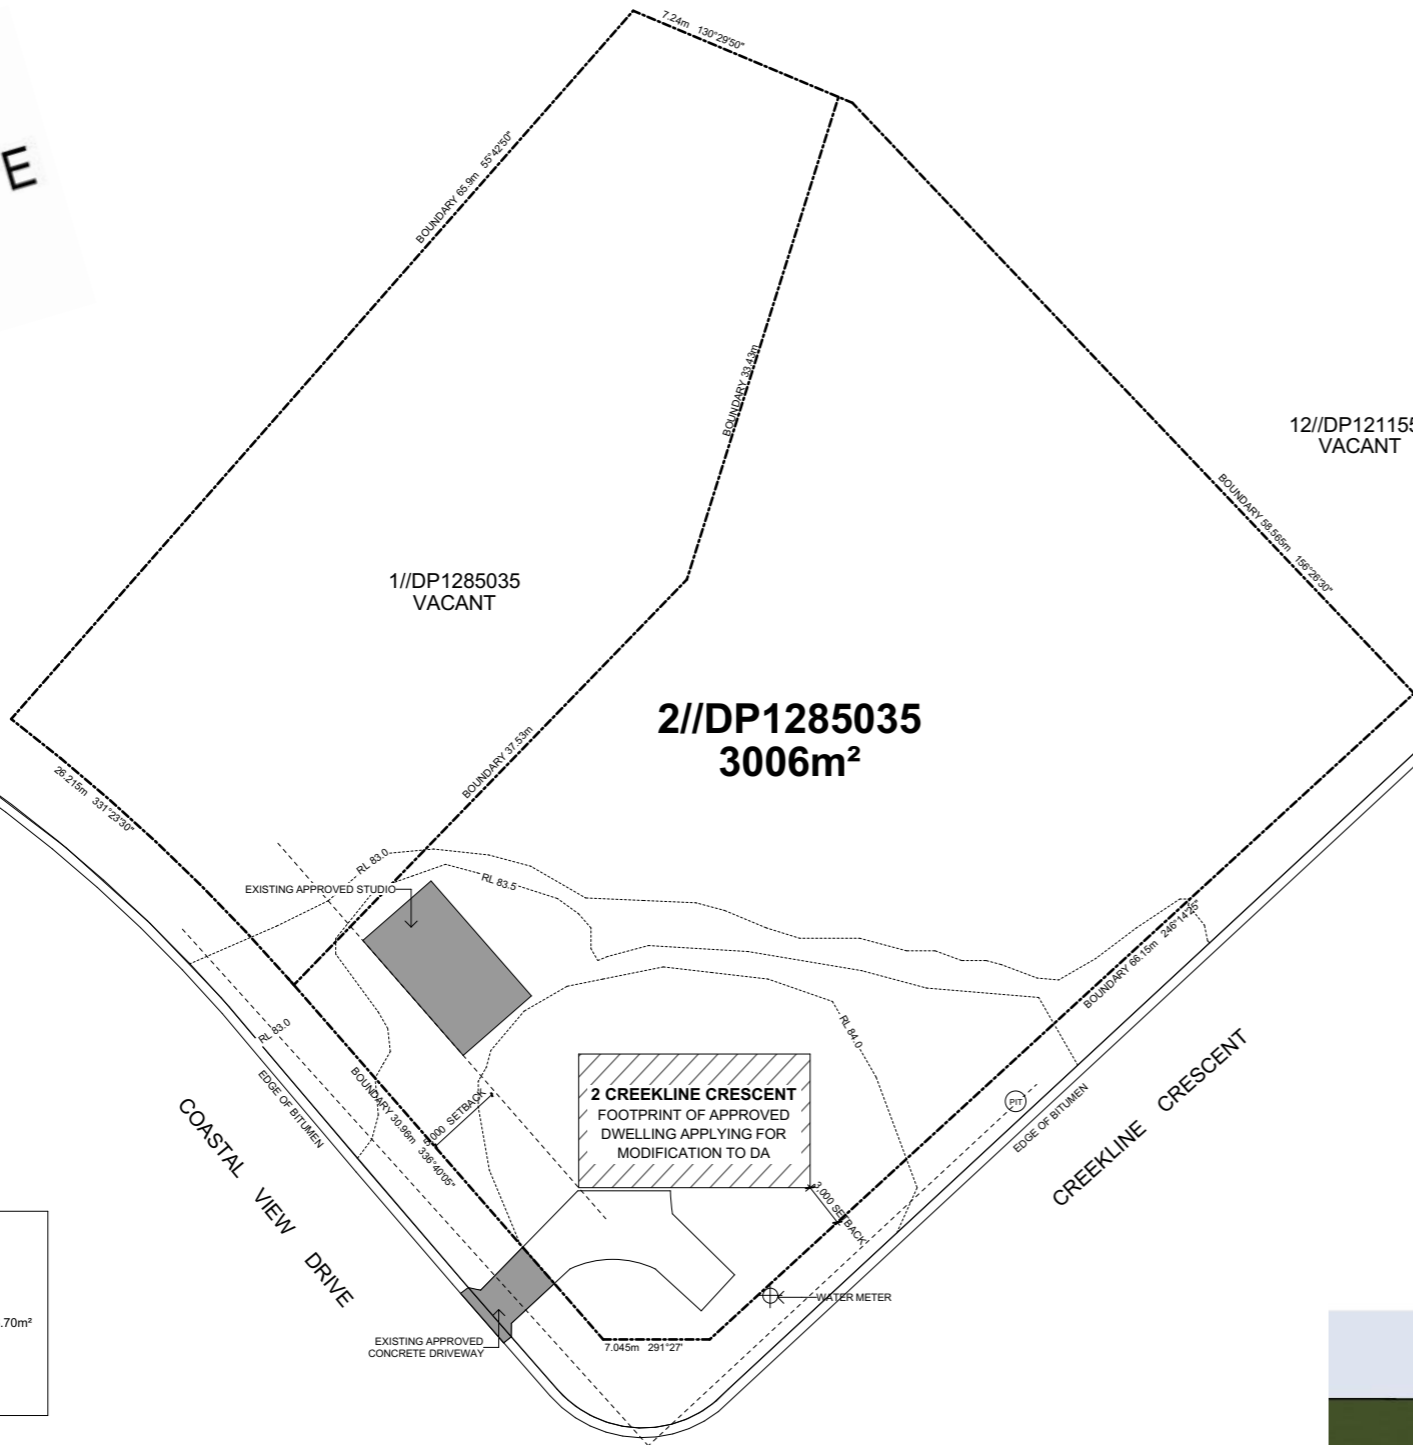 7.24m 130°29'50"
E
BOUNDARY 65.9m 55°42'50"
BOUNDARY 33.43m
12//DP121155
VACANT
BOUNDARY 58.565m 156°26'30"
1//DP1285035
VACANT
2//DP1285035
3006m²
BOUNDARY 37.53m
26.215m 331°23'30"
RL 83.0
RL 83.5
EXISTING APPROVED STUDIO
BOUNDARY 66.15m 246°14'25"
RL 83.0
RL 84.0
EDGE OF BITUMEN
BOUNDARY 30.96m 336°40'05"
.000 SETBACK
2 CREEKLINE CRESCENT
FOOTPRINT OF APPROVED
DWELLING APPLYING FOR
MODIFICATION TO DA
PIT
EDGE OF BITUMEN
CREEKLINE CRESCENT
COASTAL VIEW DRIVE
3.000 SETBACK
WATER METER
.70m²
EXISTING APPROVED
CONCRETE DRIVEWAY
7.045m 291°27'